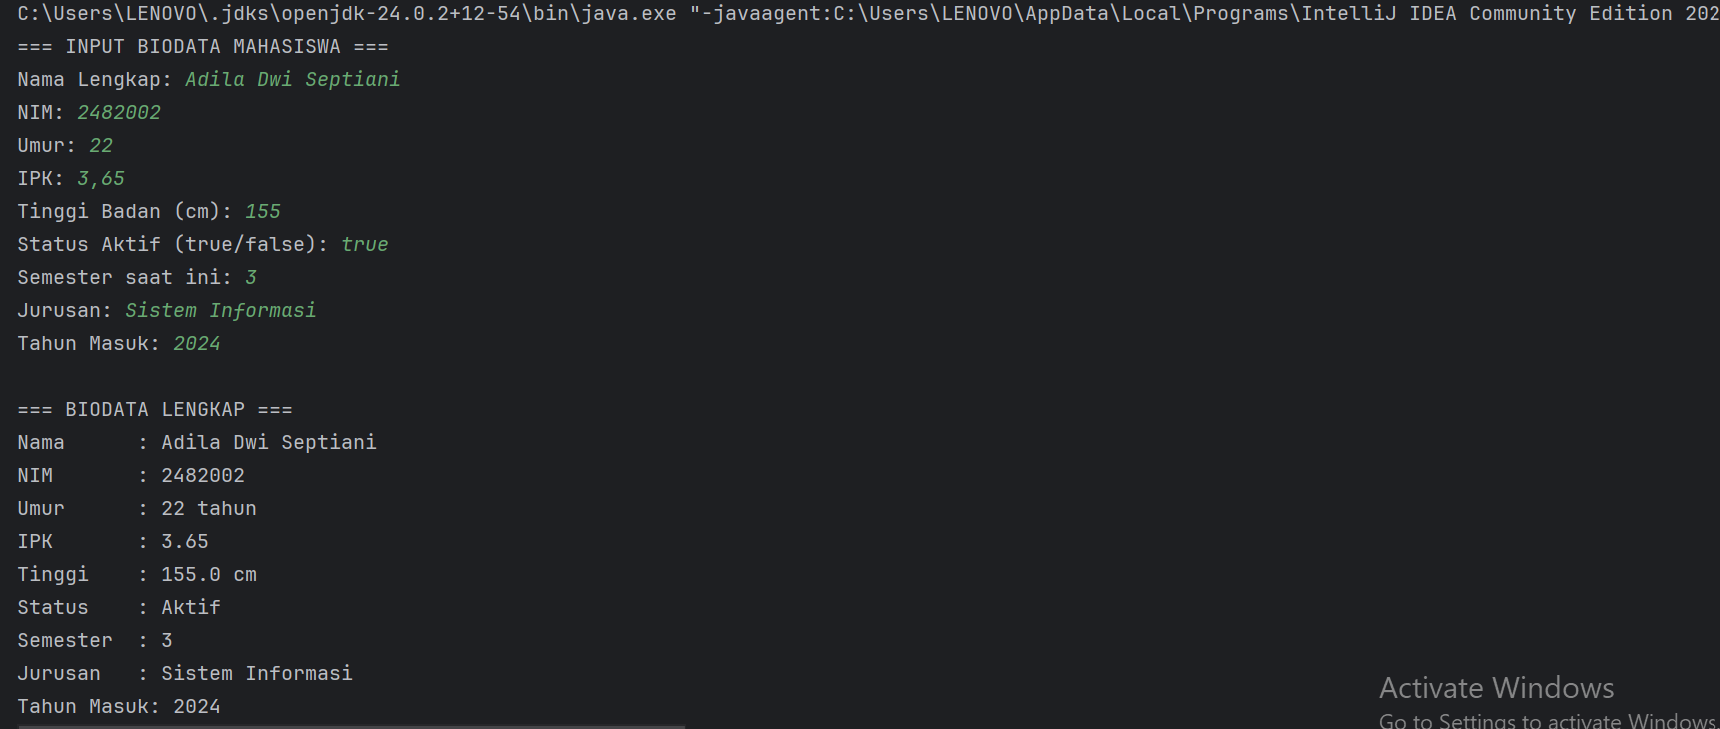 C:\Users\LENOVO\.jdks\openjdk-24.0.2+12-54\bin\java.exe "-javaagent:C:\Users\LENOVO\AppData\Local\Programs\IntelliJ IDEA Community Edition 202
=== INPUT BIODATA MAHASISWA ===
Nama Lengkap: Adila Dwi Septiani
NIM: 2482002
Umur: 22
IPK: 3,65
Tinggi Badan (cm): 155
Status Aktif (true/false): true
Semester saat ini: 3
Jurusan: Sistem Informasi
Tahun Masuk: 2024

=== BIODATA LENGKAP ===
Nama      : Adila Dwi Septiani
NIM       : 2482002
Umur      : 22 tahun
IPK       : 3.65
Tinggi    : 155.0 cm
Status    : Aktif
Semester  : 3
Jurusan   : Sistem Informasi
Tahun Masuk: 2024
Activate Windows
Go to Settings to activate Windows.